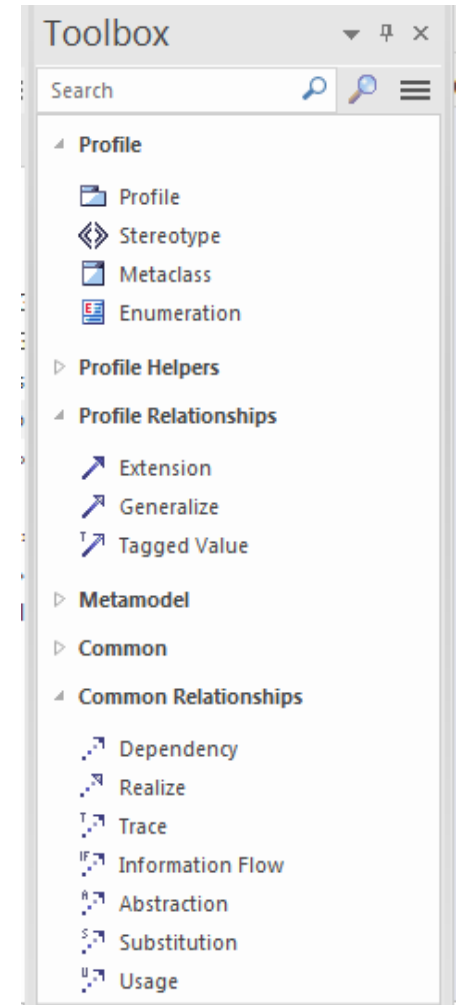 Toolbox
Search
Profile
Profile
Stereotype
Metaclass
Enumeration
Profile Helpers
Profile Relationships
Extension
Generalize
Tagged Value
Metamodel
Common
Common Relationships
Dependency
Realize
Trace
Information Flow
Abstraction
Substitution
Usage